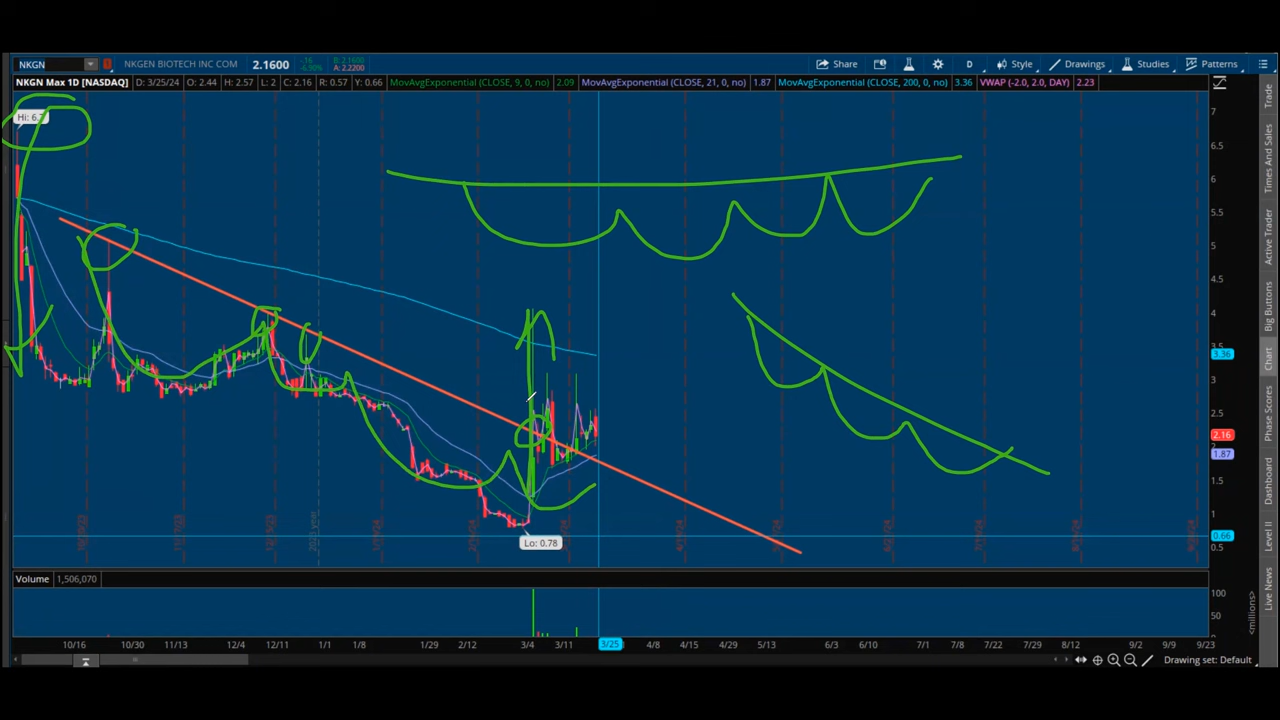 NKGN NKGEN BIOTECH INC COM 2.1600 B: 2.1600 A: 2.2200 Share D Style Drawings Studies Patterns
NKGN Max 1D [NASDAQ] D: 3/25/24 O: 2.44 H: 2.57 L: 2 C: 2.16 R: 0.57 Y: 0.66 MovAvgExponential (CLOSE, 9, 0, no) 2.09 MovAvgExponential (CLOSE, 21, 0, no) 1.87 MovAvgExponential (CLOSE, 200, 0, no) 3.36 VWAP (-2.0, 2.0, DAY) 2.23
Hi: 6.7
7
6.5
6
5.5
5
4.5
4
3.36
3
2.5
2.16
1.87
1.5
1
0.66
0.5
Lo: 0.78
Volume 1,506,070
100
50
<millions>
10/16 10/30 11/13 12/4 12/11 1/1 1/8 1/29 2/12 3/4 3/11 3/25 4/8 4/15 4/29 5/13 6/3 6/10 7/1 7/8 7/22 7/29 8/12 9/2 9/9 9/23
Drawing set: Default
Trade
Times And Sales
Active Trader
Big Buttons
Chart
Phase Scores
Dashboard
Level II
Live News